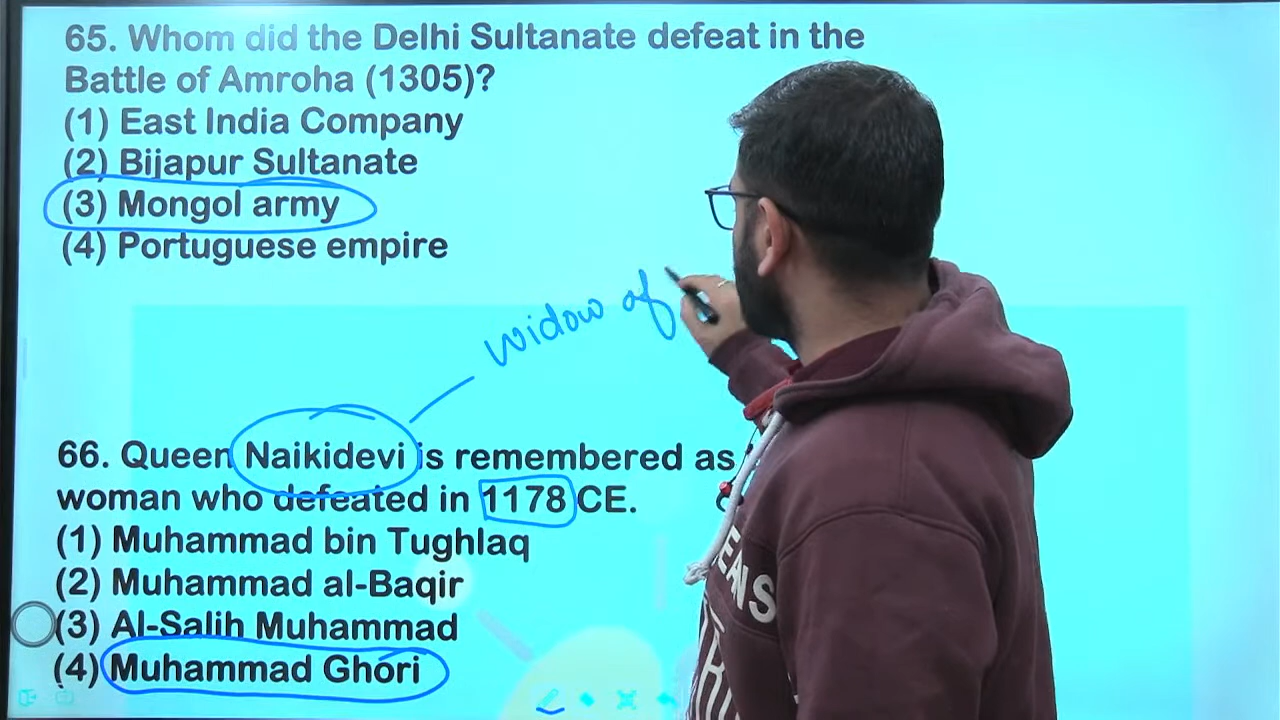 65. Whom did the Delhi Sultanate defeat in the
Battle of Amroha (1305)?
(1) East India Company
(2) Bijapur Sultanate
(3) Mongol army
(4) Portuguese empire
widow of
66. Queen Naikidevi is remembered as
woman who defeated in 1178 CE.
(1) Muhammad bin Tughlaq
(2) Muhammad al-Baqir
(3) Al-Salih Muhammad
(4) Muhammad Ghori